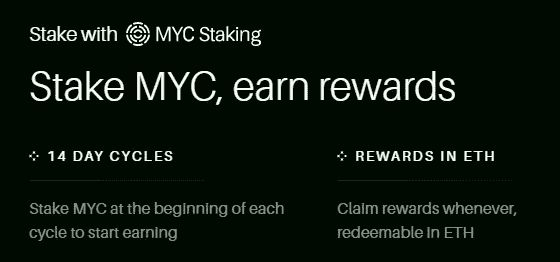 Stake with MYC Staking
Stake MYC, earn rewards
14 DAY CYCLES
Stake MYC at the beginning of each
cycle to start earning
REWARDS IN ETH
Claim rewards whenever,
redeemable in ETH